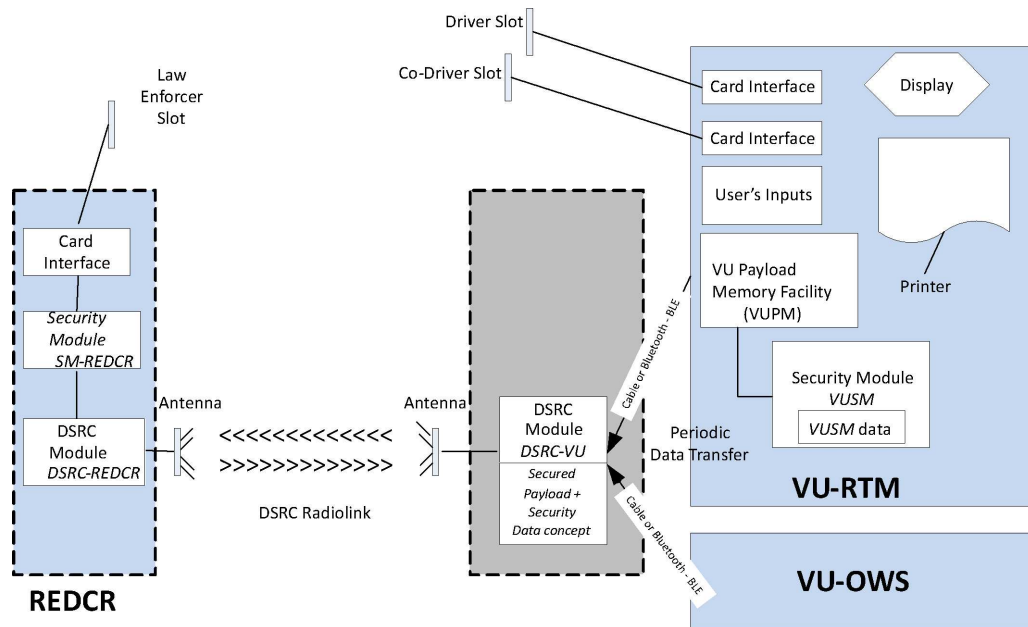 Driver Slot
Co-Driver Slot
Law
Enforcer
Slot
Card Interface
Display
Card Interface
User's Inputs
Printer
VU Payload
Memory Facility
(VUPM)
Security Module
VUSM
VUSM data
VU-RTM
Card
Interface
Security
Module
SM-REDCR
DSRC
Module
DSRC-REDCR
REDCR
Antenna
<<<<<<<<<<<<<
>>>>>>>>>>>>>
DSRC Radiolink
Antenna
DSRC
Module
DSRC-VU
Secured
Payload +
Security
Data concept
Cable or Bluetooth - BLE
Periodic
Data Transfer
Cable or Bluetooth - BLE
VU-OWS